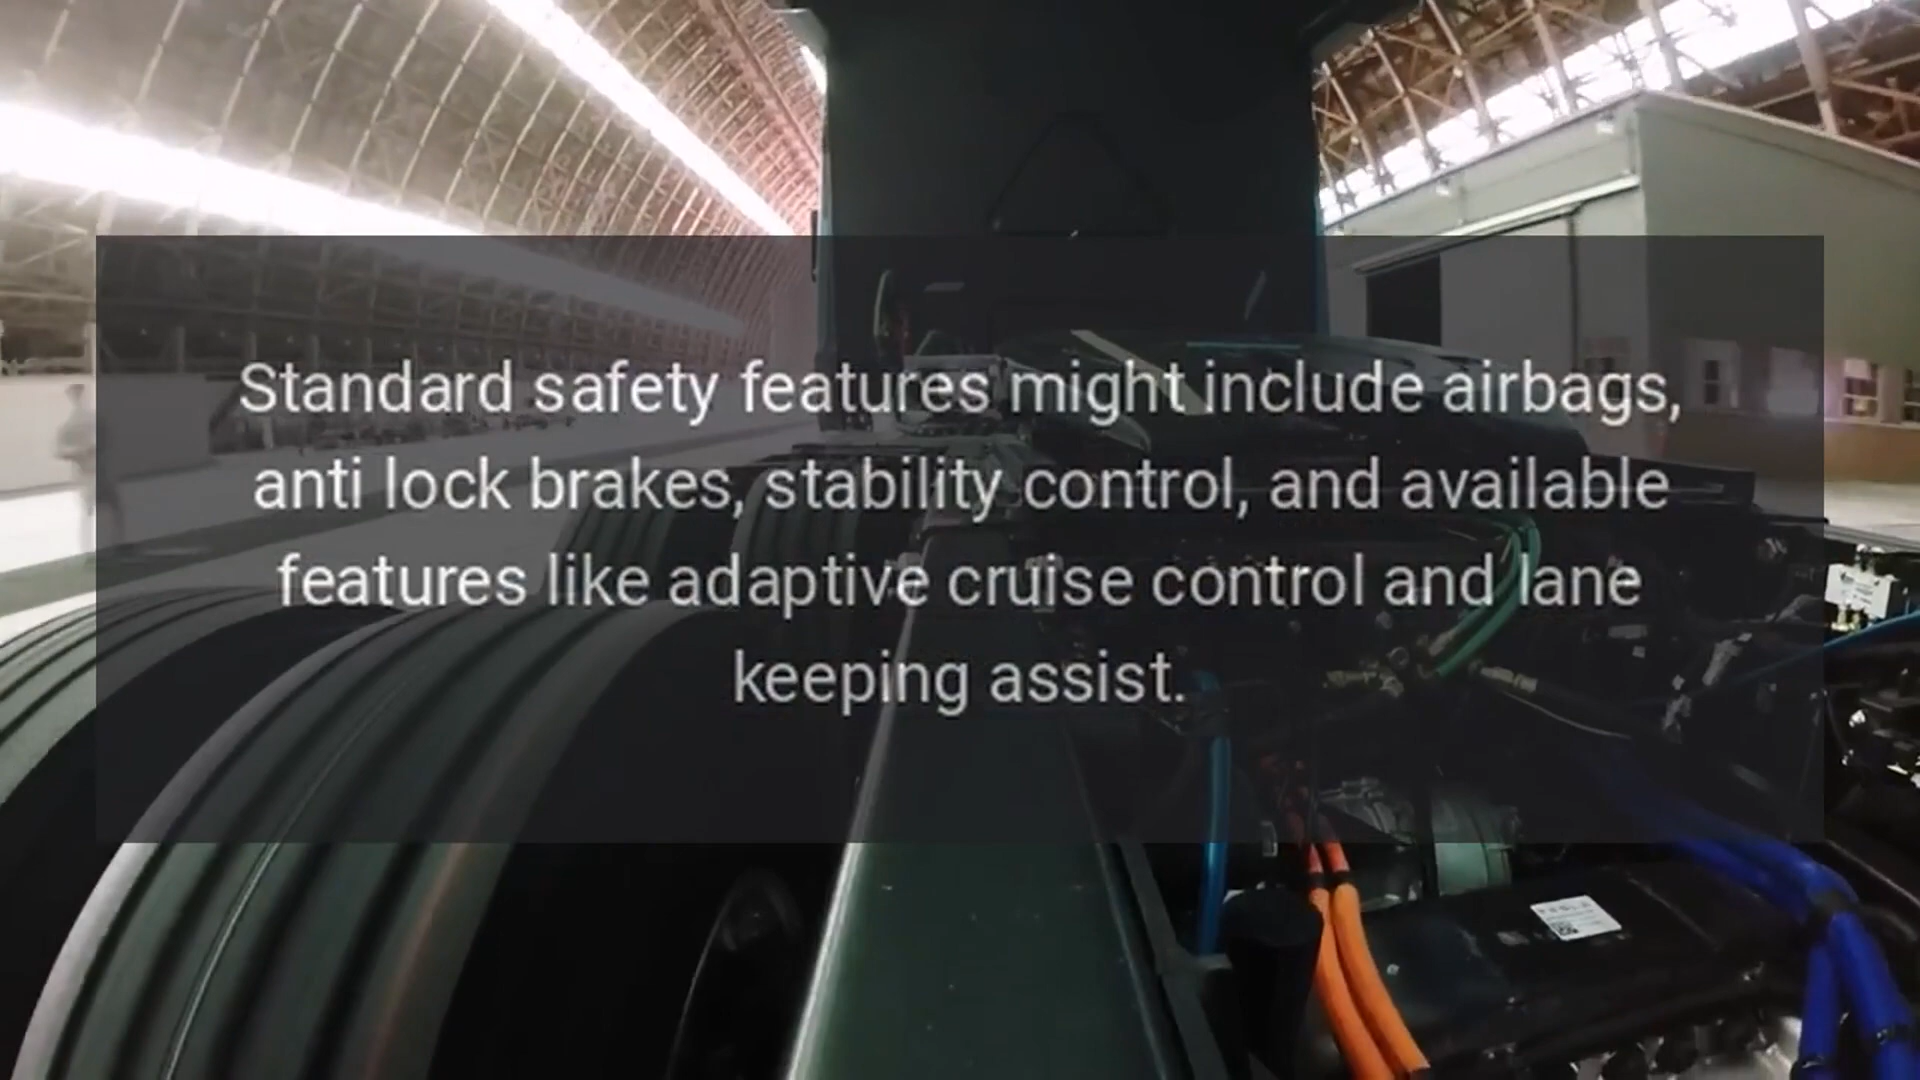 Standard safety features might include airbags,
anti lock brakes, stability control, and available
features like adaptive cruise control and lane
keeping assist.
TESLA